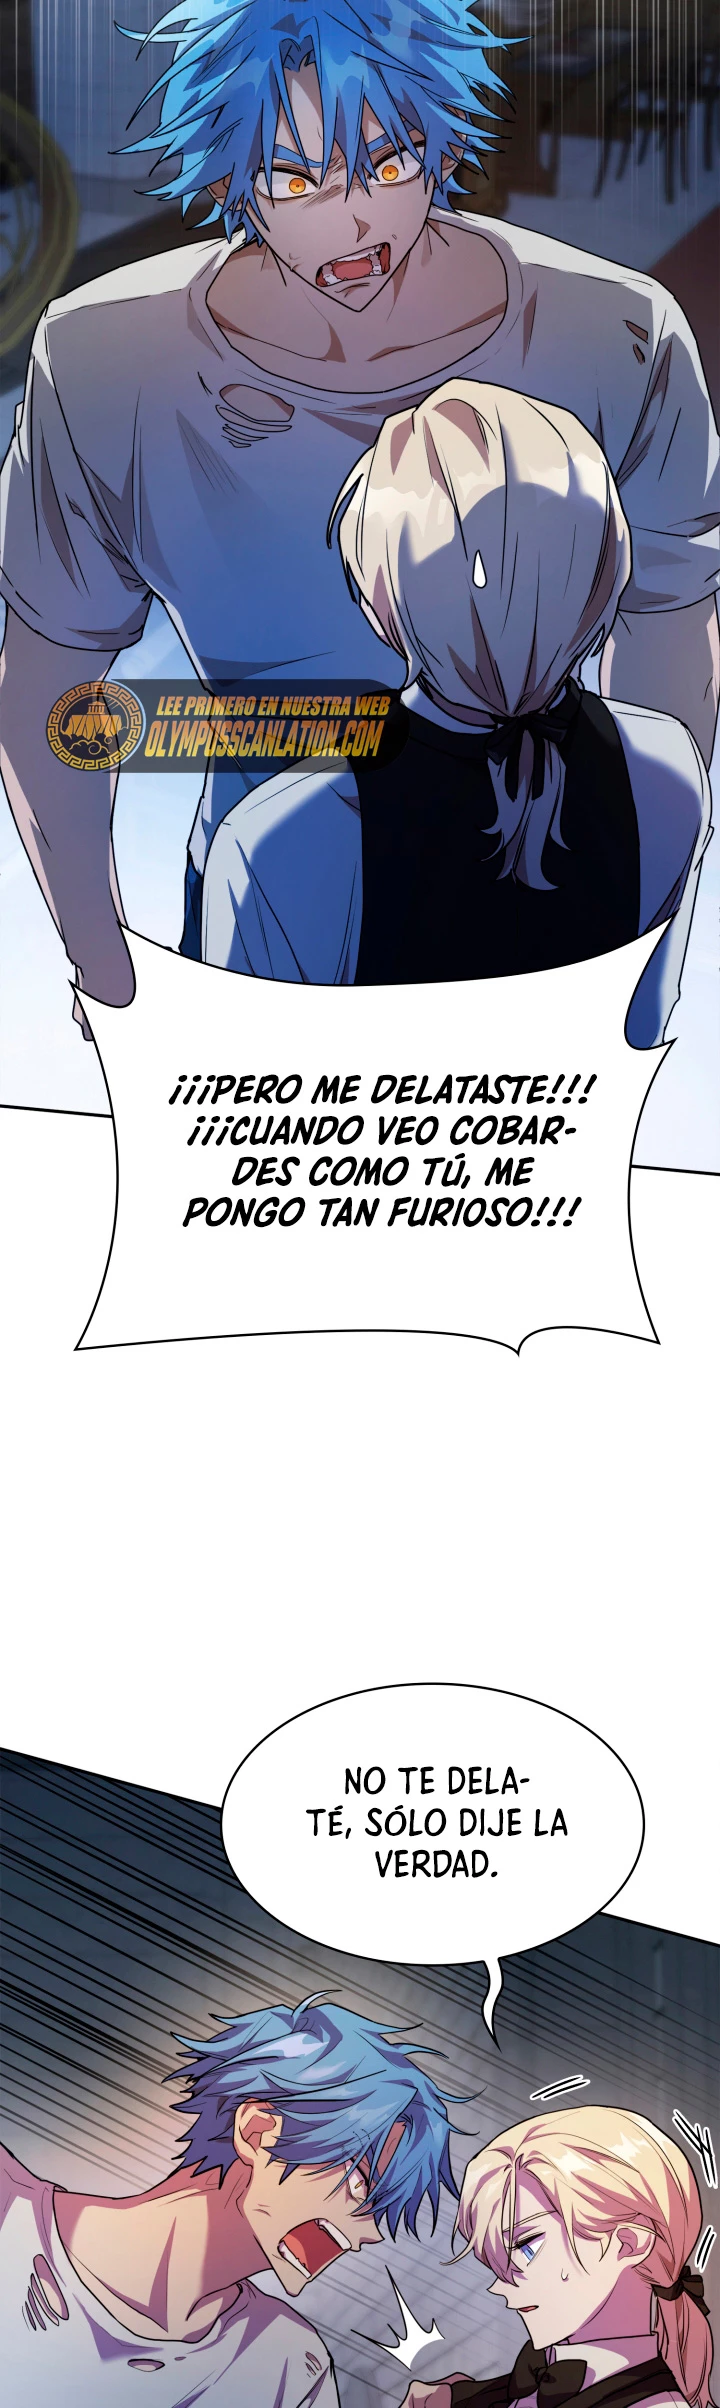 LEE PRIMERO EN NUESTRA WEB
OLYMPUSSCANLATION.COM
¡¡¡PERO ME DELATASTE!!!
¡¡¡CUANDO VEO COBAR-
DES COMO TÚ, ME
PONGO TAN FURIOSO!!!
NO TE DELA-
TÉ, SÓLO DIJE LA
VERDAD.